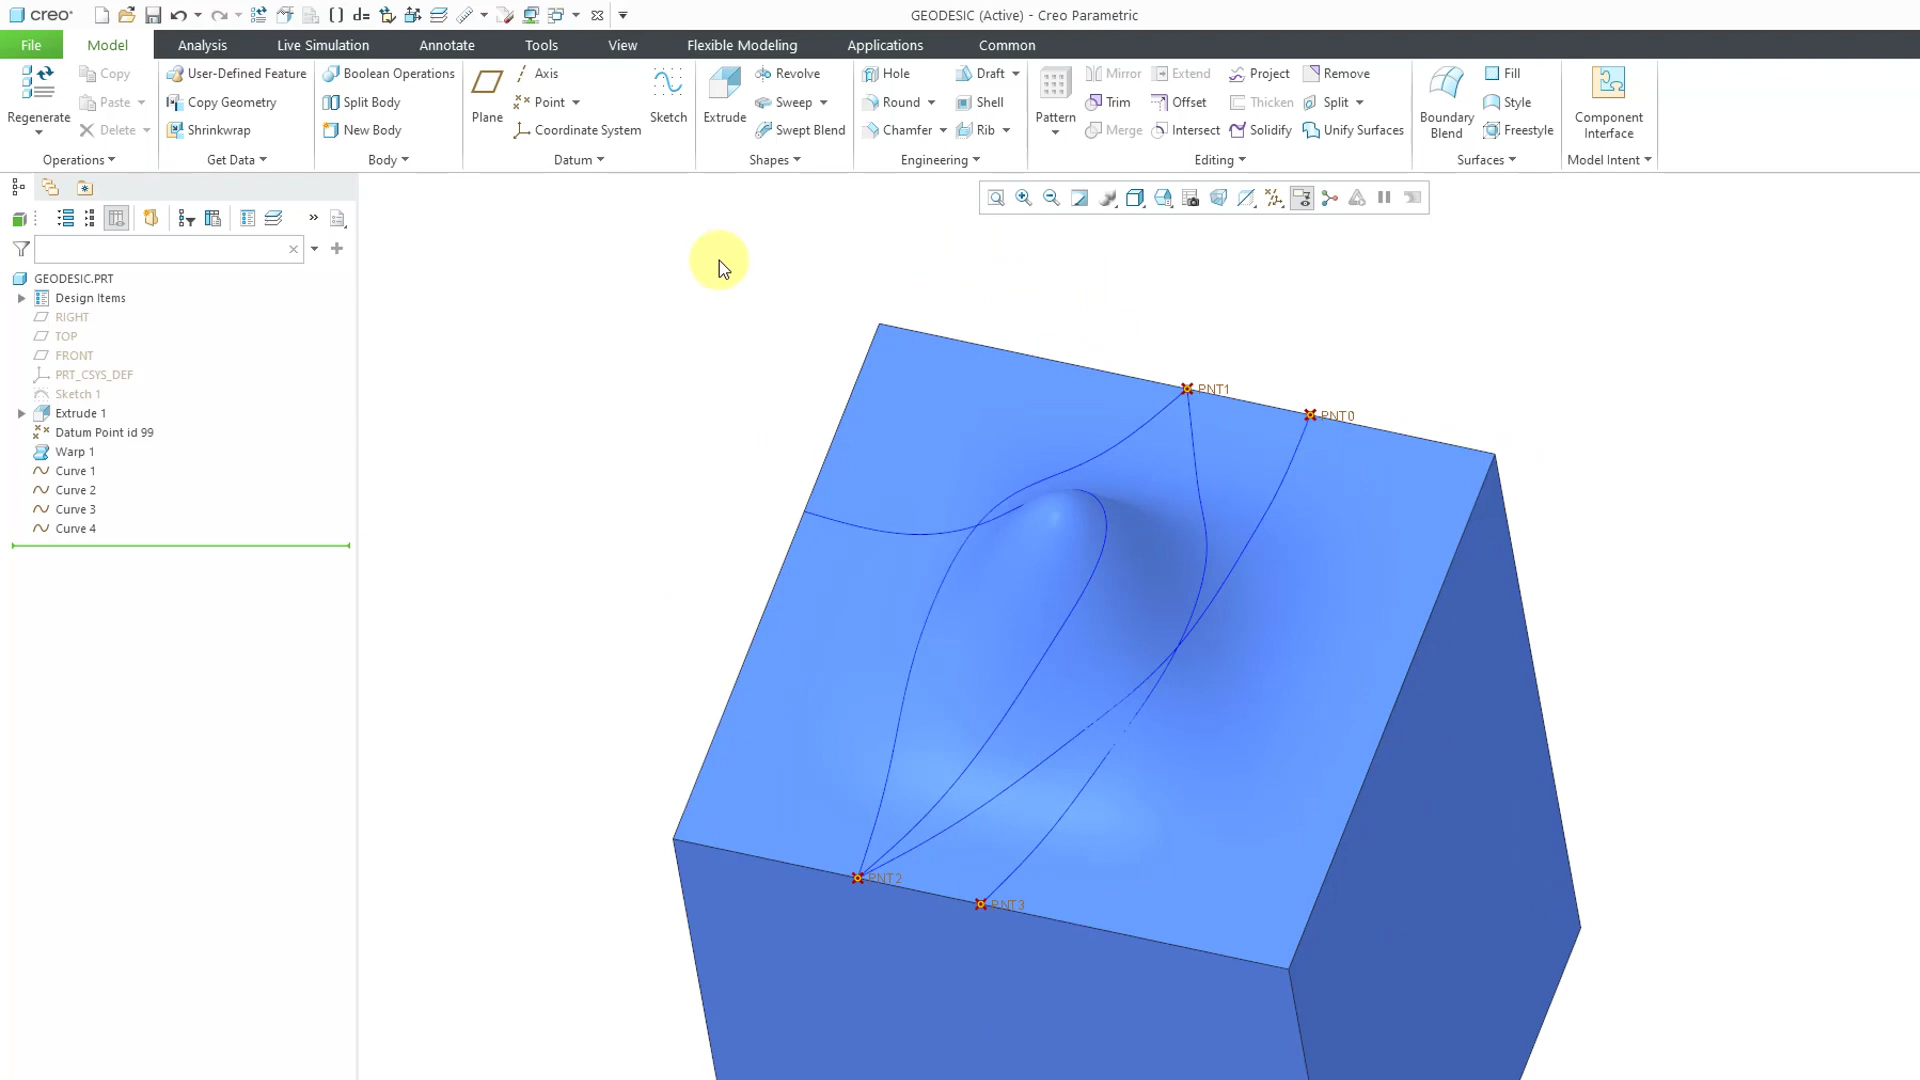 creo
GEODESIC (Active) - Creo Parametric
File Model Analysis Live Simulation Annotate Tools View Flexible Modeling Applications Common
Regenerate
Copy
Paste
Delete
Operations
User-Defined Feature
Copy Geometry
Shrinkwrap
Get Data
Boolean Operations
Split Body
New Body
Body
Plane
Axis
Point
Coordinate System
Sketch
Datum
Extrude
Revolve
Sweep
Swept Blend
Shapes
Hole
Round
Chamfer
Draft
Shell
Rib
Engineering
Pattern
Mirror
Trim
Merge
Extend
Offset
Intersect
Project
Thicken
Solidify
Remove
Split
Unify Surfaces
Editing
Boundary
Blend
Fill
Style
Freestyle
Surfaces
Component
Interface
Model Intent
GEODESIC.PRT
Design Items
RIGHT
TOP
FRONT
PRT_CSYS_DEF
Sketch 1
Extrude 1
Datum Point id 99
Warp 1
Curve 1
Curve 2
Curve 3
Curve 4
PNT1
PNT0
PNT2
PNT3